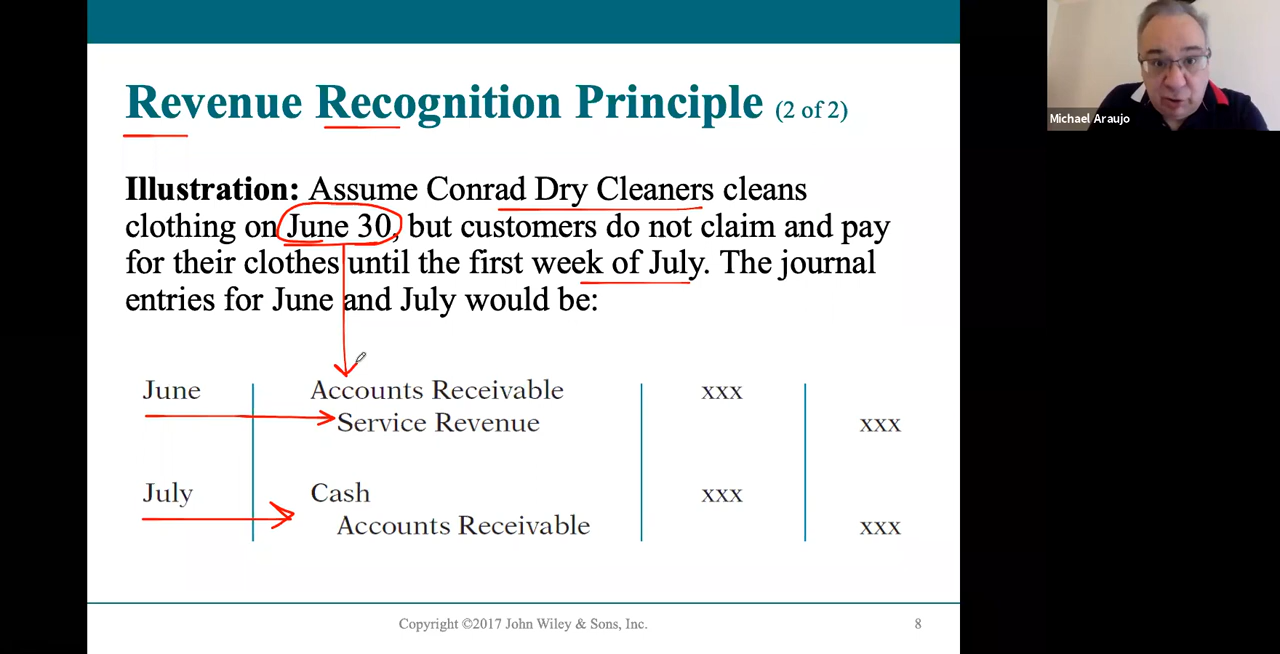 Revenue Recognition Principle (2 of 2)
Michael Araujo
Illustration: Assume Conrad Dry Cleaners cleans
clothing on June 30, but customers do not claim and pay
for their clothes until the first week of July. The journal
entries for June and July would be:
June Accounts Receivable xxx
Service Revenue xxx
July Cash xxx
Accounts Receivable xxx
Copyright ©2017 John Wiley & Sons, Inc. 8